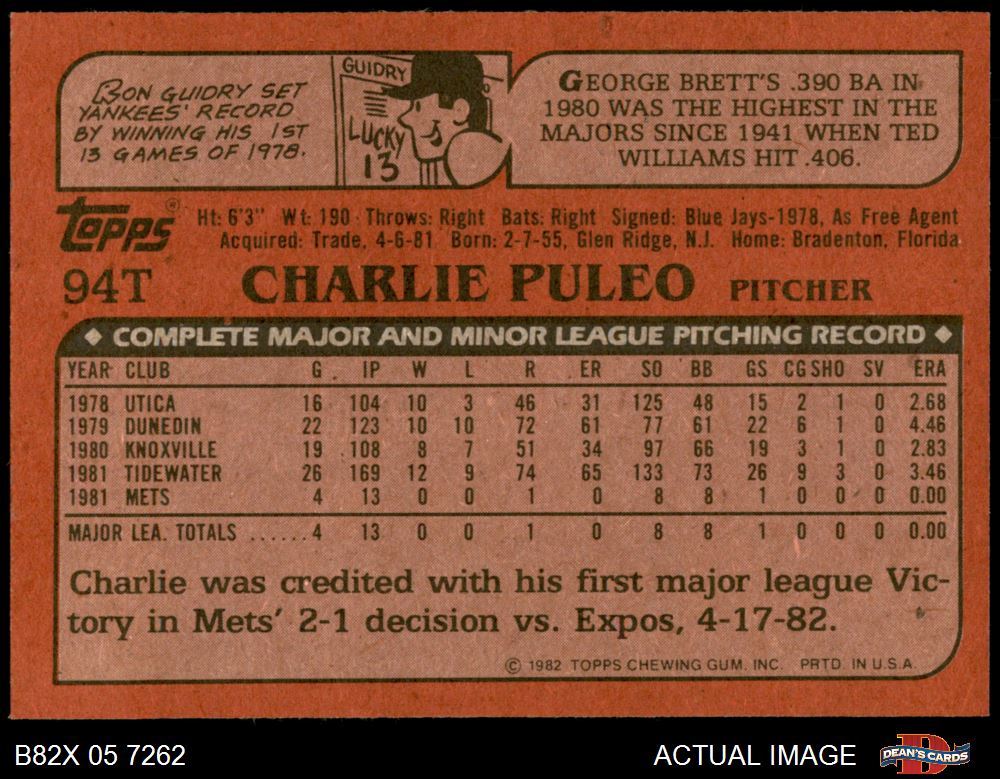 RON GUIDRY SET
YANKEES' RECORD
BY WINNING HIS 1ST
13 GAMES OF 1978.
GUIDRY
LUCKY
13
GEORGE BRETT'S .390 BA IN
1980 WAS THE HIGHEST IN THE
MAJORS SINCE 1941 WHEN TED
WILLIAMS HIT .406.
topps®
Ht: 6'3" Wt: 190 Throws: Right Bats: Right Signed: Blue Jays-1978, As Free Agent
Acquired: Trade, 4-6-81 Born: 2-7-55, Glen Ridge, N.J. Home: Bradenton, Florida
94T CHARLIE PULEO PITCHER
◆ COMPLETE MAJOR AND MINOR LEAGUE PITCHING RECORD ◆
YEAR CLUB G IP W L R ER SO BB GS CG SHO SV ERA
1978 UTICA 16 104 10 3 46 31 125 48 15 2 1 0 2.68
1979 DUNEDIN 22 123 10 10 72 61 77 61 22 6 1 0 4.46
1980 KNOXVILLE 19 108 8 7 51 34 97 66 19 3 1 0 2.83
1981 TIDEWATER 26 169 12 9 74 65 133 73 26 9 3 0 3.46
1981 METS 4 13 0 0 1 0 8 8 1 0 0 0 0.00
MAJOR LEA. TOTALS ......4 13 0 0 1 0 8 8 1 0 0 0 0.00
Charlie was credited with his first major league Vic-
tory in Mets' 2-1 decision vs. Expos, 4-17-82.
© 1982 TOPPS CHEWING GUM, INC. PRTD. IN U.S.A.
B82X 05 7262
ACTUAL IMAGE
DEAN'S CARDS